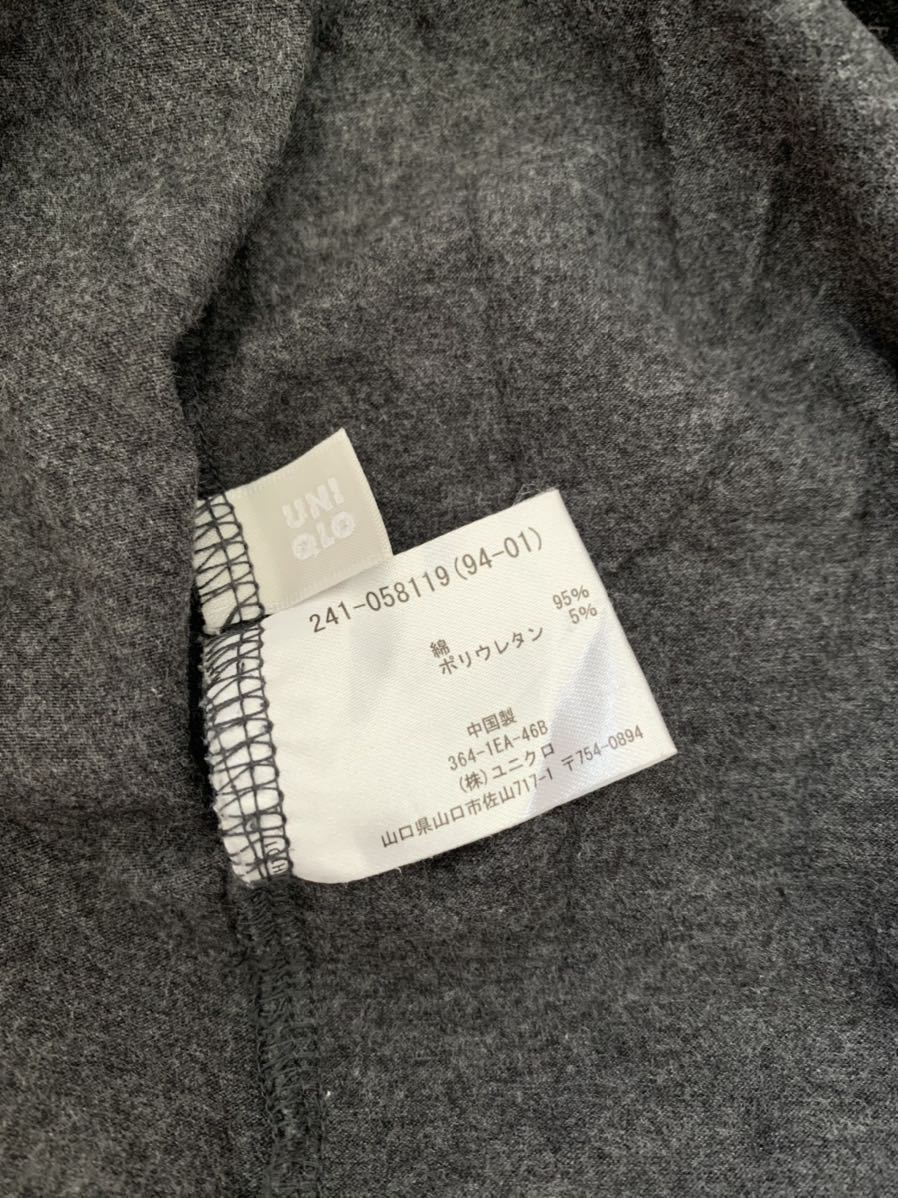 UNI
QLO
241-058119(94-01)
綿 95%
ポリウレタン 5%
中国製
364-1EA-46B
(株)ユニクロ
山口県山口市佐山717-1 〒754-0894